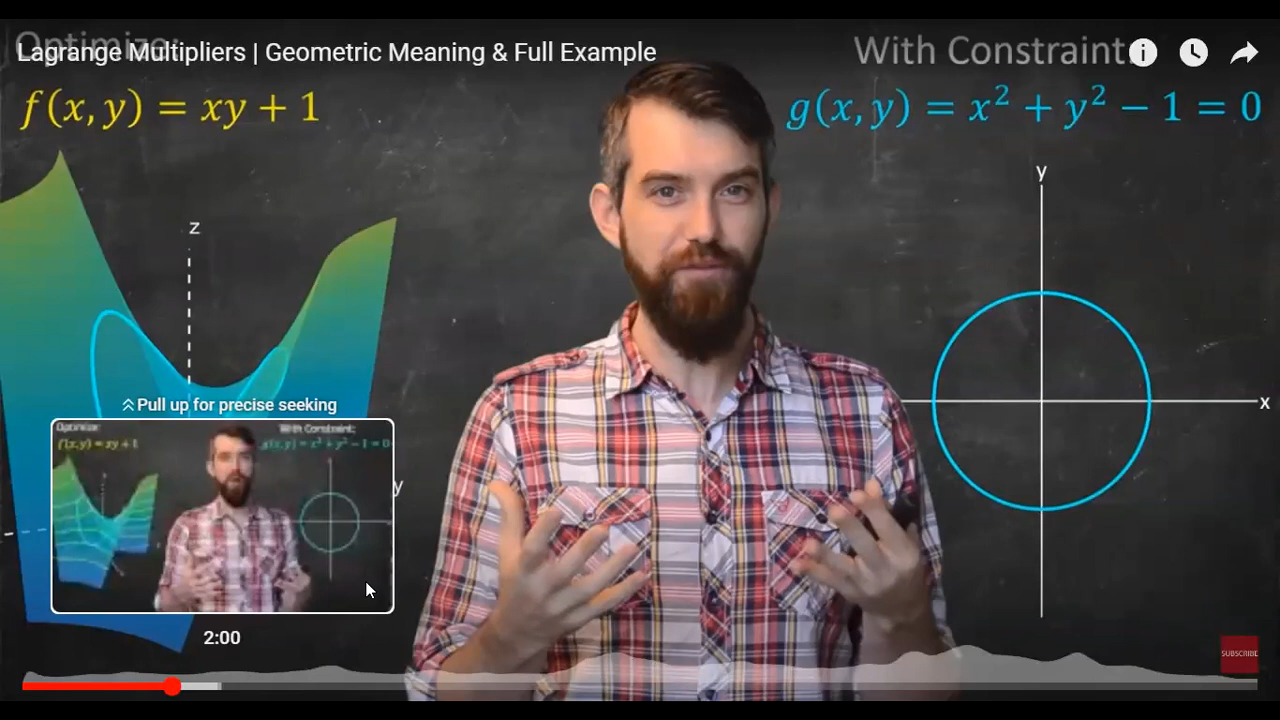 Optimize:
Lagrange Multipliers | Geometric Meaning & Full Example
With Constraint:
i
f(x, y) = xy + 1
g(x, y) = x² + y² − 1 = 0
z
y
x
y
Pull up for precise seeking
Optimize:
With Constraint:
f(x,y) = xy + 1
g(x,y) = x² + y² − 1 = 0
2:00
SUBSCRIBE